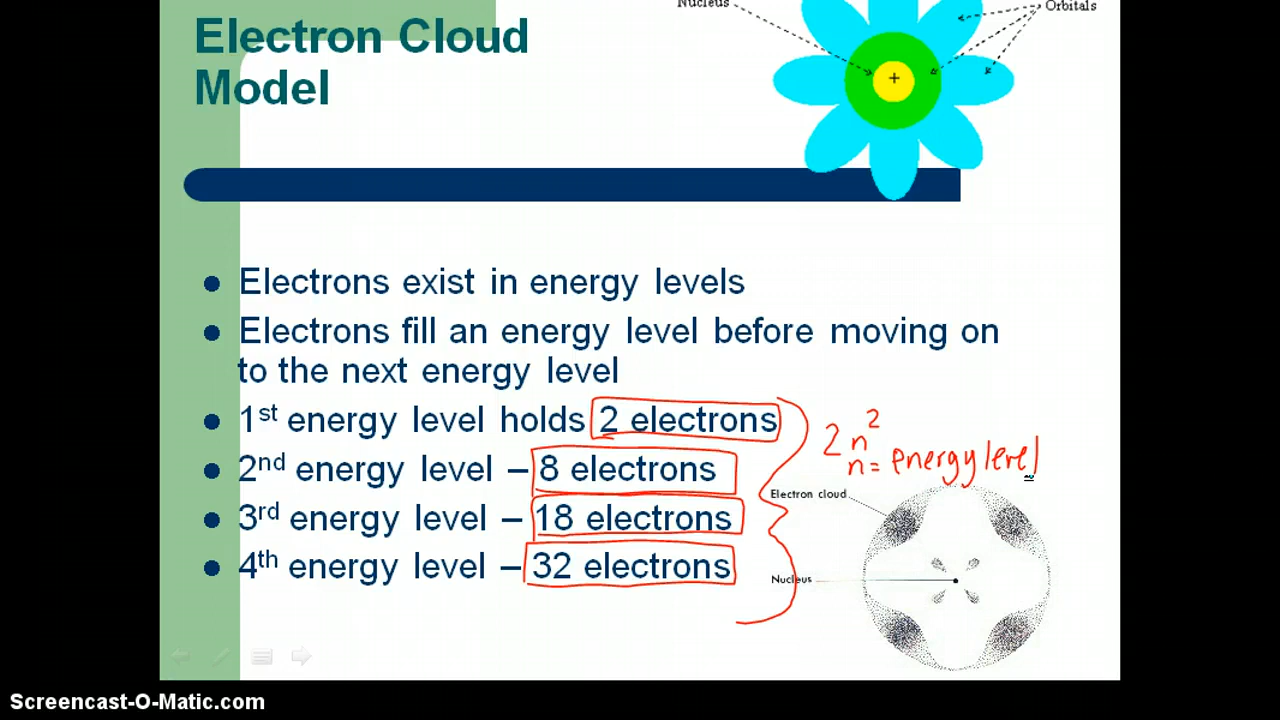 Nucleus
Orbitals
Electron Cloud
Model
+
Electrons exist in energy levels
Electrons fill an energy level before moving on
to the next energy level
1st energy level holds 2 electrons
2nd energy level – 8 electrons
3rd energy level – 18 electrons
4th energy level – 32 electrons
2n²
n = energy level
Electron cloud
Nucleus
Screencast-O-Matic.com